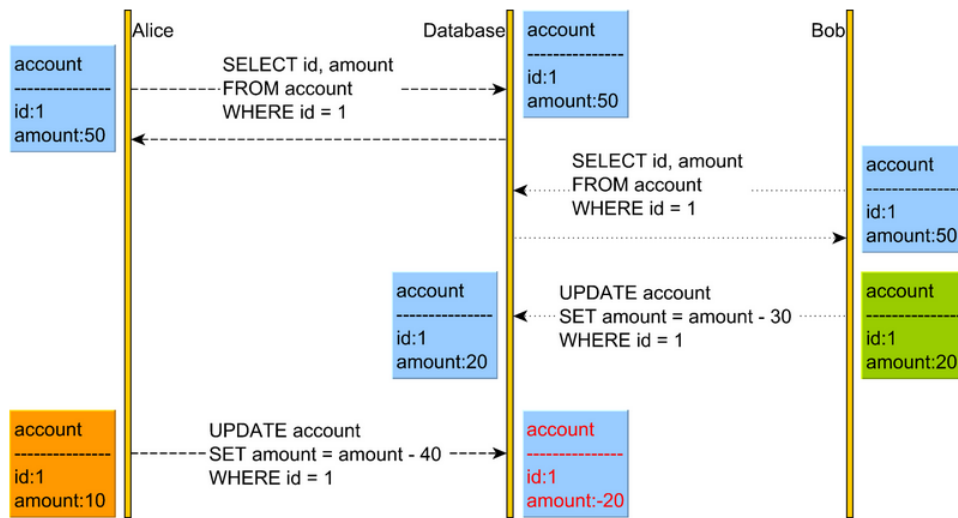 Alice
Database
Bob
account
---------------
id:1
amount:50
SELECT id, amount
FROM account
WHERE id = 1
account
---------------
id:1
amount:50
SELECT id, amount
FROM account
WHERE id = 1
account
---------------
id:1
amount:50
account
---------------
id:1
amount:20
UPDATE account
SET amount = amount - 30
WHERE id = 1
account
---------------
id:1
amount:20
account
---------------
id:1
amount:10
UPDATE account
SET amount = amount - 40
WHERE id = 1
account
---------------
id:1
amount:-20